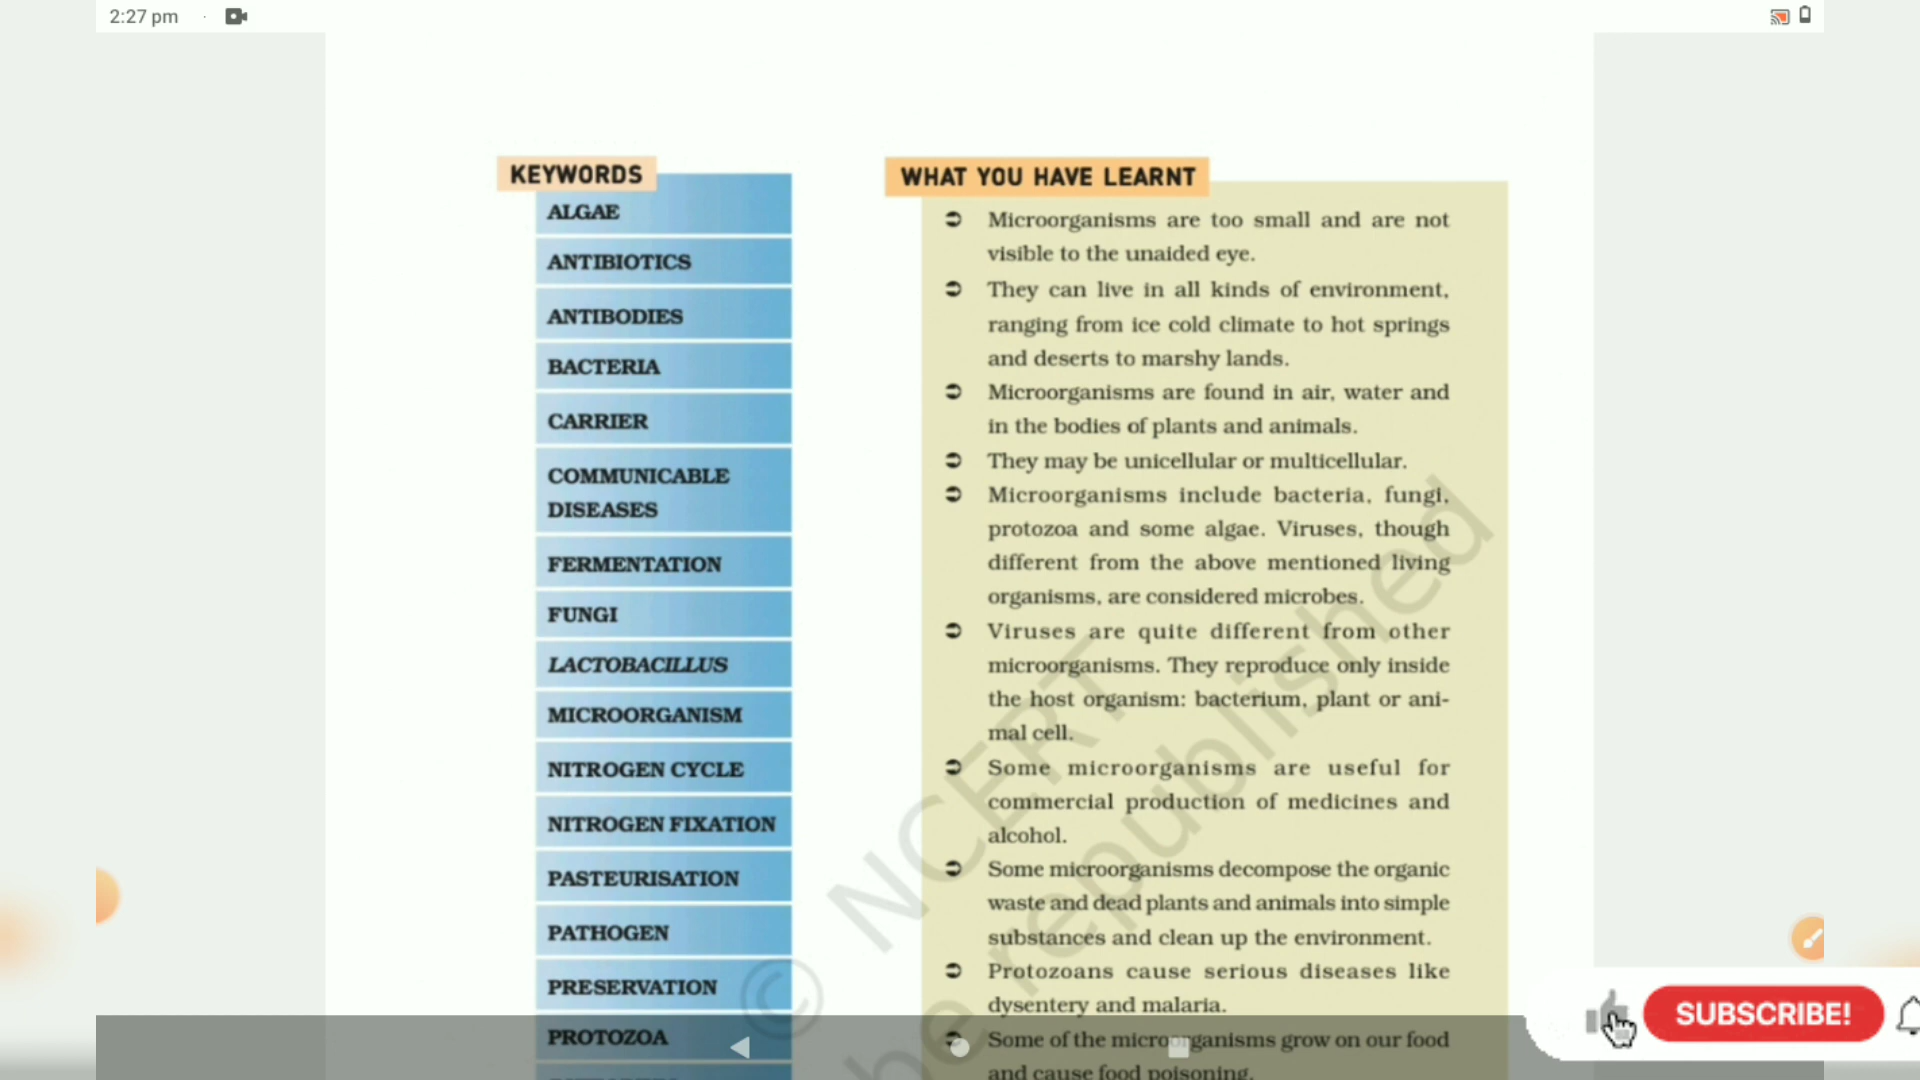 2:27 pm
KEYWORDS
ALGAE
ANTIBIOTICS
ANTIBODIES
BACTERIA
CARRIER
COMMUNICABLE
DISEASES
FERMENTATION
FUNGI
LACTOBACILLUS
MICROORGANISM
NITROGEN CYCLE
NITROGEN FIXATION
PASTEURISATION
PATHOGEN
PRESERVATION
PROTOZOA
WHAT YOU HAVE LEARNT
Microorganisms are too small and are not
visible to the unaided eye.
They can live in all kinds of environment,
ranging from ice cold climate to hot springs
and deserts to marshy lands.
Microorganisms are found in air, water and
in the bodies of plants and animals.
They may be unicellular or multicellular.
Microorganisms include bacteria, fungi,
protozoa and some algae. Viruses, though
different from the above mentioned living
organisms, are considered microbes.
Viruses are quite different from other
microorganisms. They reproduce only inside
the host organism: bacterium, plant or ani-
mal cell.
Some microorganisms are useful for
commercial production of medicines and
alcohol.
Some microorganisms decompose the organic
waste and dead plants and animals into simple
substances and clean up the environment.
Protozoans cause serious diseases like
dysentery and malaria.
Some of the microorganisms grow on our food
and cause food poisoning.
© NCERT
be republished
SUBSCRIBE!